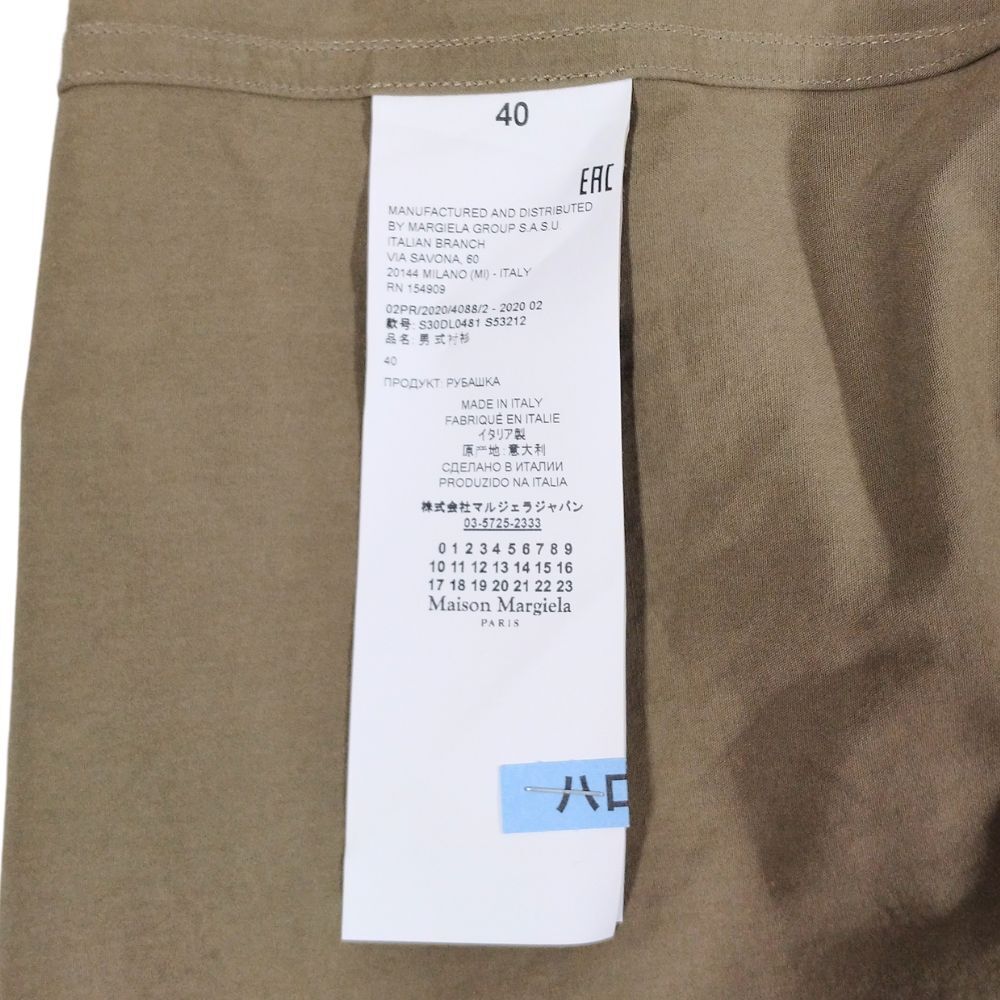 40
EAC
MANUFACTURED AND DISTRIBUTED
BY MARGIELA GROUP S.A.S.U.
ITALIAN BRANCH
VIA SAVONA, 60
20144 MILANO (MI) - ITALY
RN 154909
02PR/2020/4088/2 - 2020 02
款号: S30DL0481 S53212
品名: 男式衬衫
40
ПРОДУКТ: РУБАШКА
MADE IN ITALY
FABRIQUÉ EN ITALIE
イタリア製
原产地: 意大利
СДЕЛАНО В ИТАЛИИ
PRODUZIDO NA ITALIA
株式会社マルジェラジャパン
03-5725-2333
0 1 2 3 4 5 6 7 8 9
10 11 12 13 14 15 16
17 18 19 20 21 22 23
Maison Margiela
PARIS
ハロ